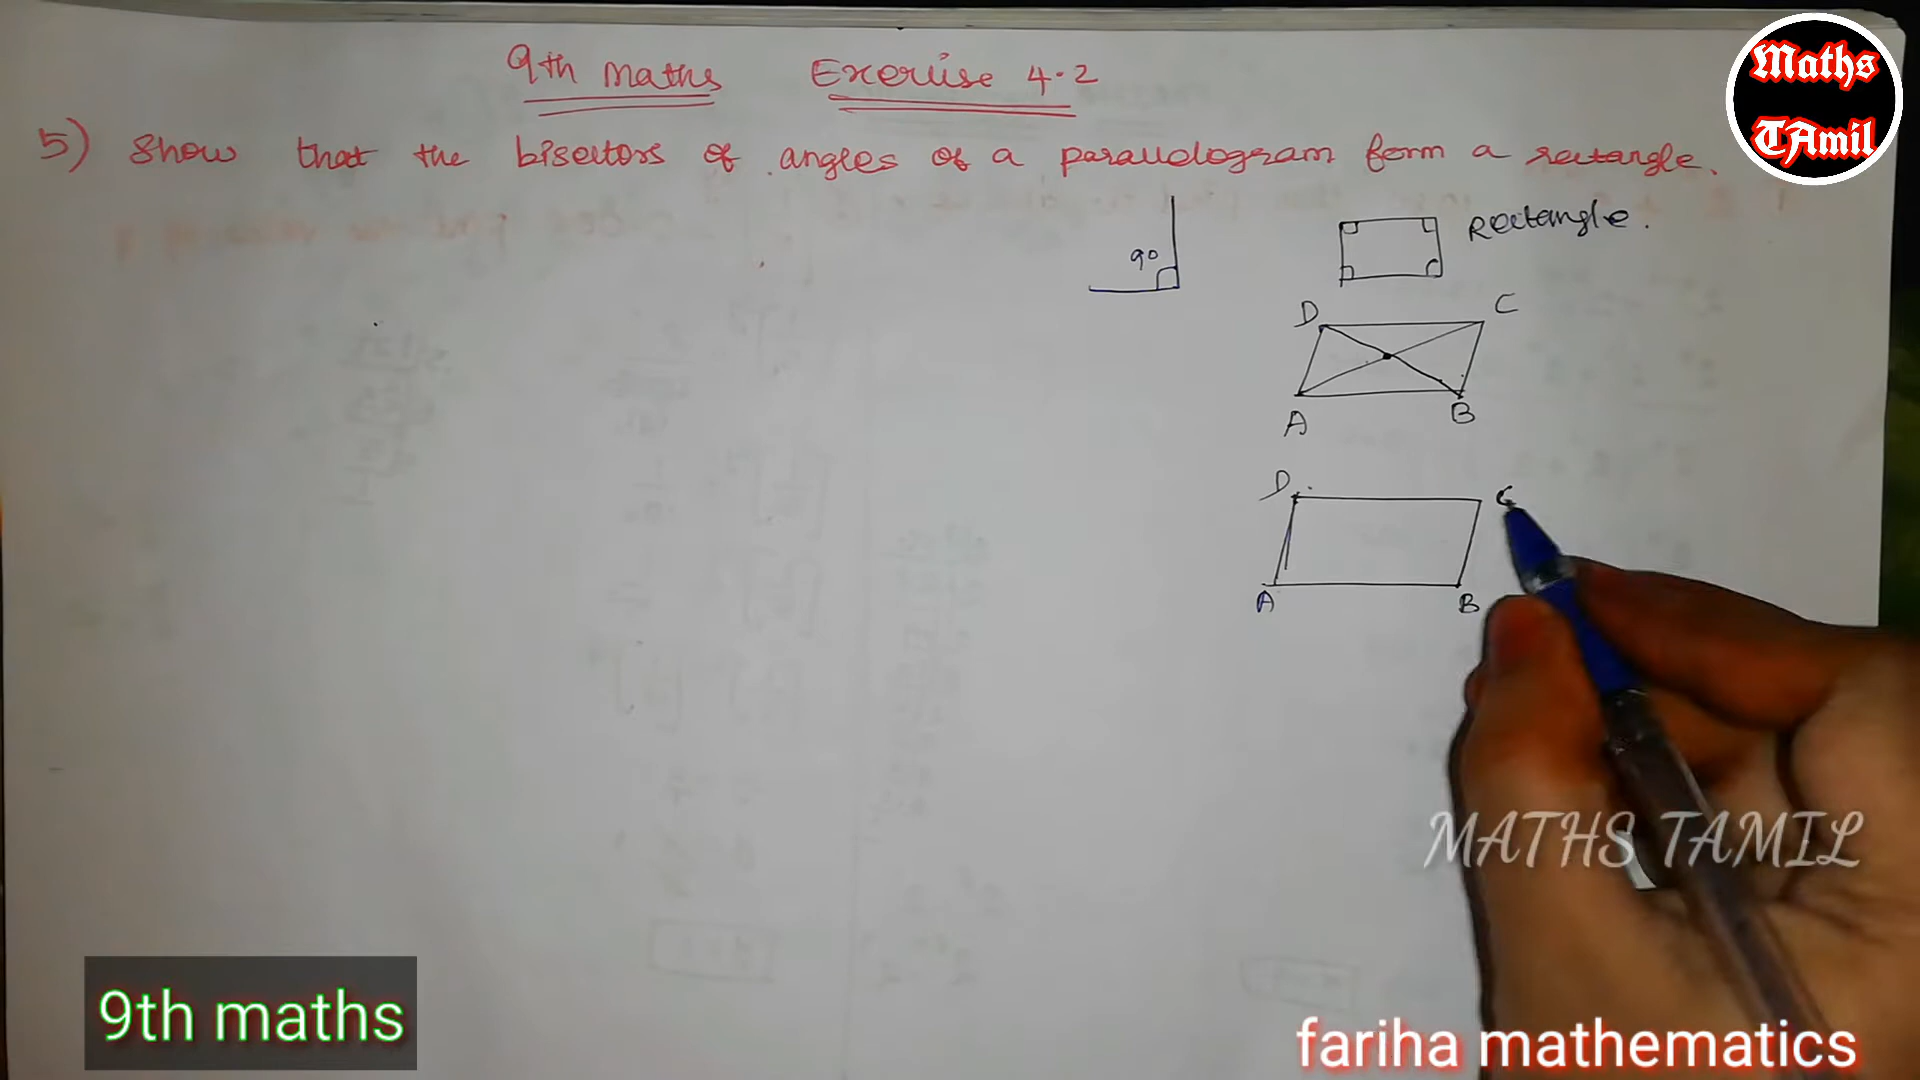 9th maths Exercise 4.2
5) Show that the bisectors of angles of a parallelogram form a rectangle.
Maths
TAmil
90
Rectangle.
D C
A B
D C
A B
MATHS TAMIL
9th maths
fariha mathematics